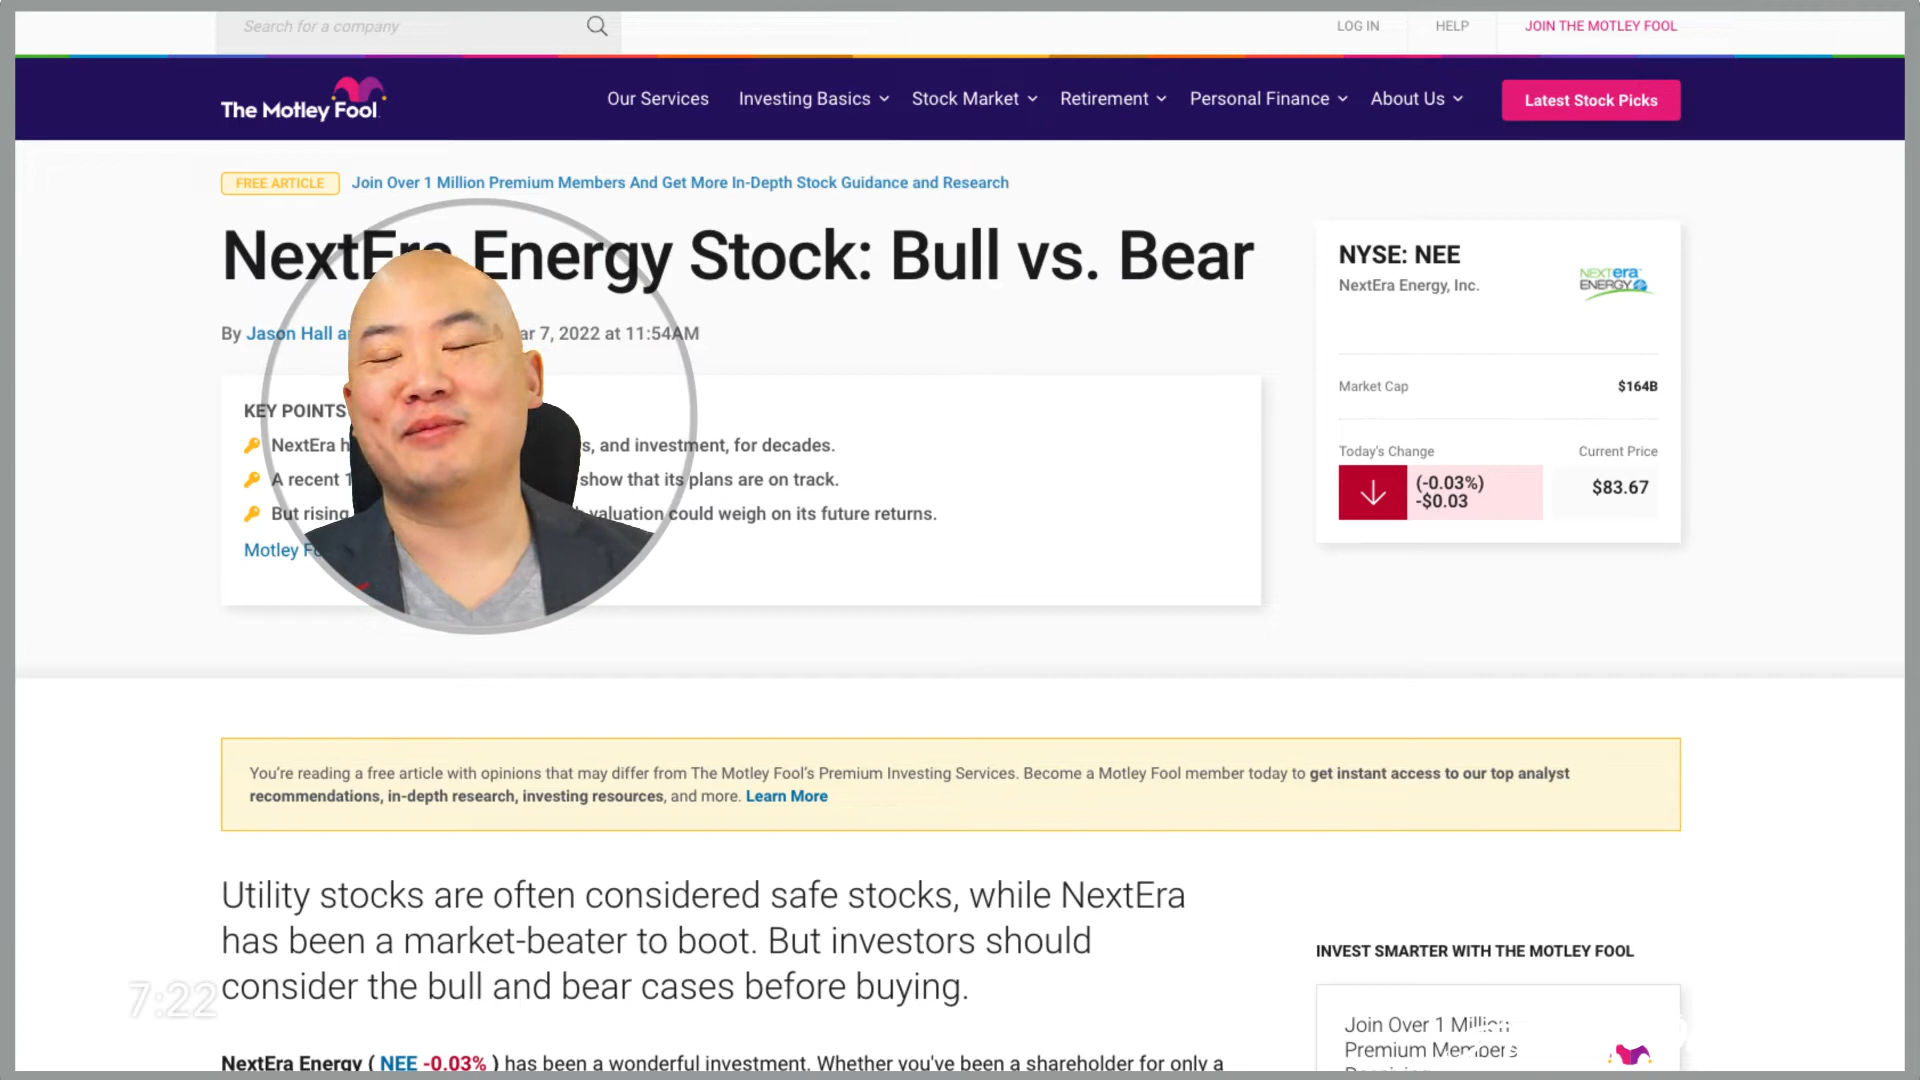 Search for a company
LOG IN
HELP
JOIN THE MOTLEY FOOL
The Motley Fool
Our Services
Investing Basics
Stock Market
Retirement
Personal Finance
About Us
Latest Stock Picks
FREE ARTICLE
Join Over 1 Million Premium Members And Get More In-Depth Stock Guidance and Research
NextEra Energy Stock: Bull vs. Bear
By Jason Hall ar 7, 2022 at 11:54AM
KEY POINTS
NextEra h s, and investment, for decades.
A recent 1 show that its plans are on track.
But rising valuation could weigh on its future returns.
Motley Fo
NYSE: NEE
NextEra Energy, Inc.
NEXTera
ENERGY
Market Cap
$164B
Today's Change
Current Price
(-0.03%)
-$0.03
$83.67
You're reading a free article with opinions that may differ from The Motley Fool's Premium Investing Services. Become a Motley Fool member today to get instant access to our top analyst
recommendations, in-depth research, investing resources, and more. Learn More
Utility stocks are often considered safe stocks, while NextEra
has been a market-beater to boot. But investors should
consider the bull and bear cases before buying.
7:22
NextEra Energy ( NEE -0.03% ) has been a wonderful investment. Whether you've been a shareholder for only a
INVEST SMARTER WITH THE MOTLEY FOOL
Join Over 1 Million
Premium Members